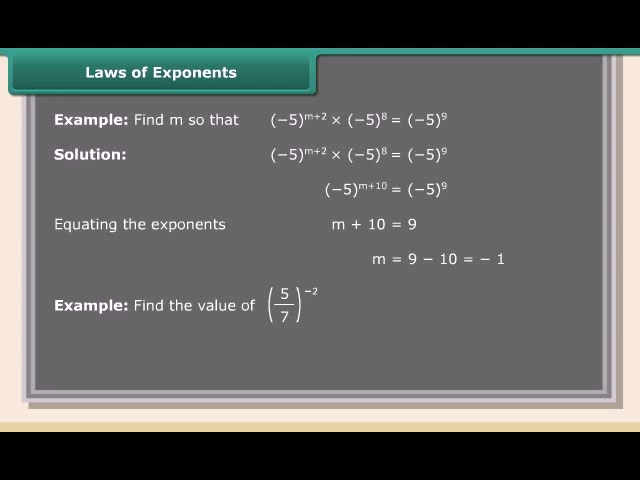 Laws of Exponents
Example: Find m so that (−5)^{m+2} × (−5)^8 = (−5)^9
Solution: (−5)^{m+2} × (−5)^8 = (−5)^9
(−5)^{m+10} = (−5)^9
Equating the exponents m + 10 = 9
m = 9 − 10 = − 1
Example: Find the value of (5/7)^{−2}